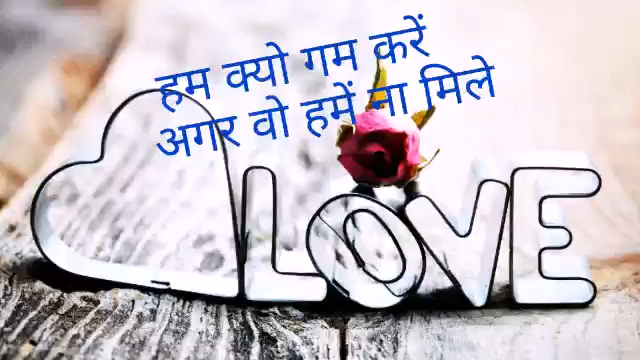 हम क्यो गम करें
अगर वो हमें ना मिले
LOVE